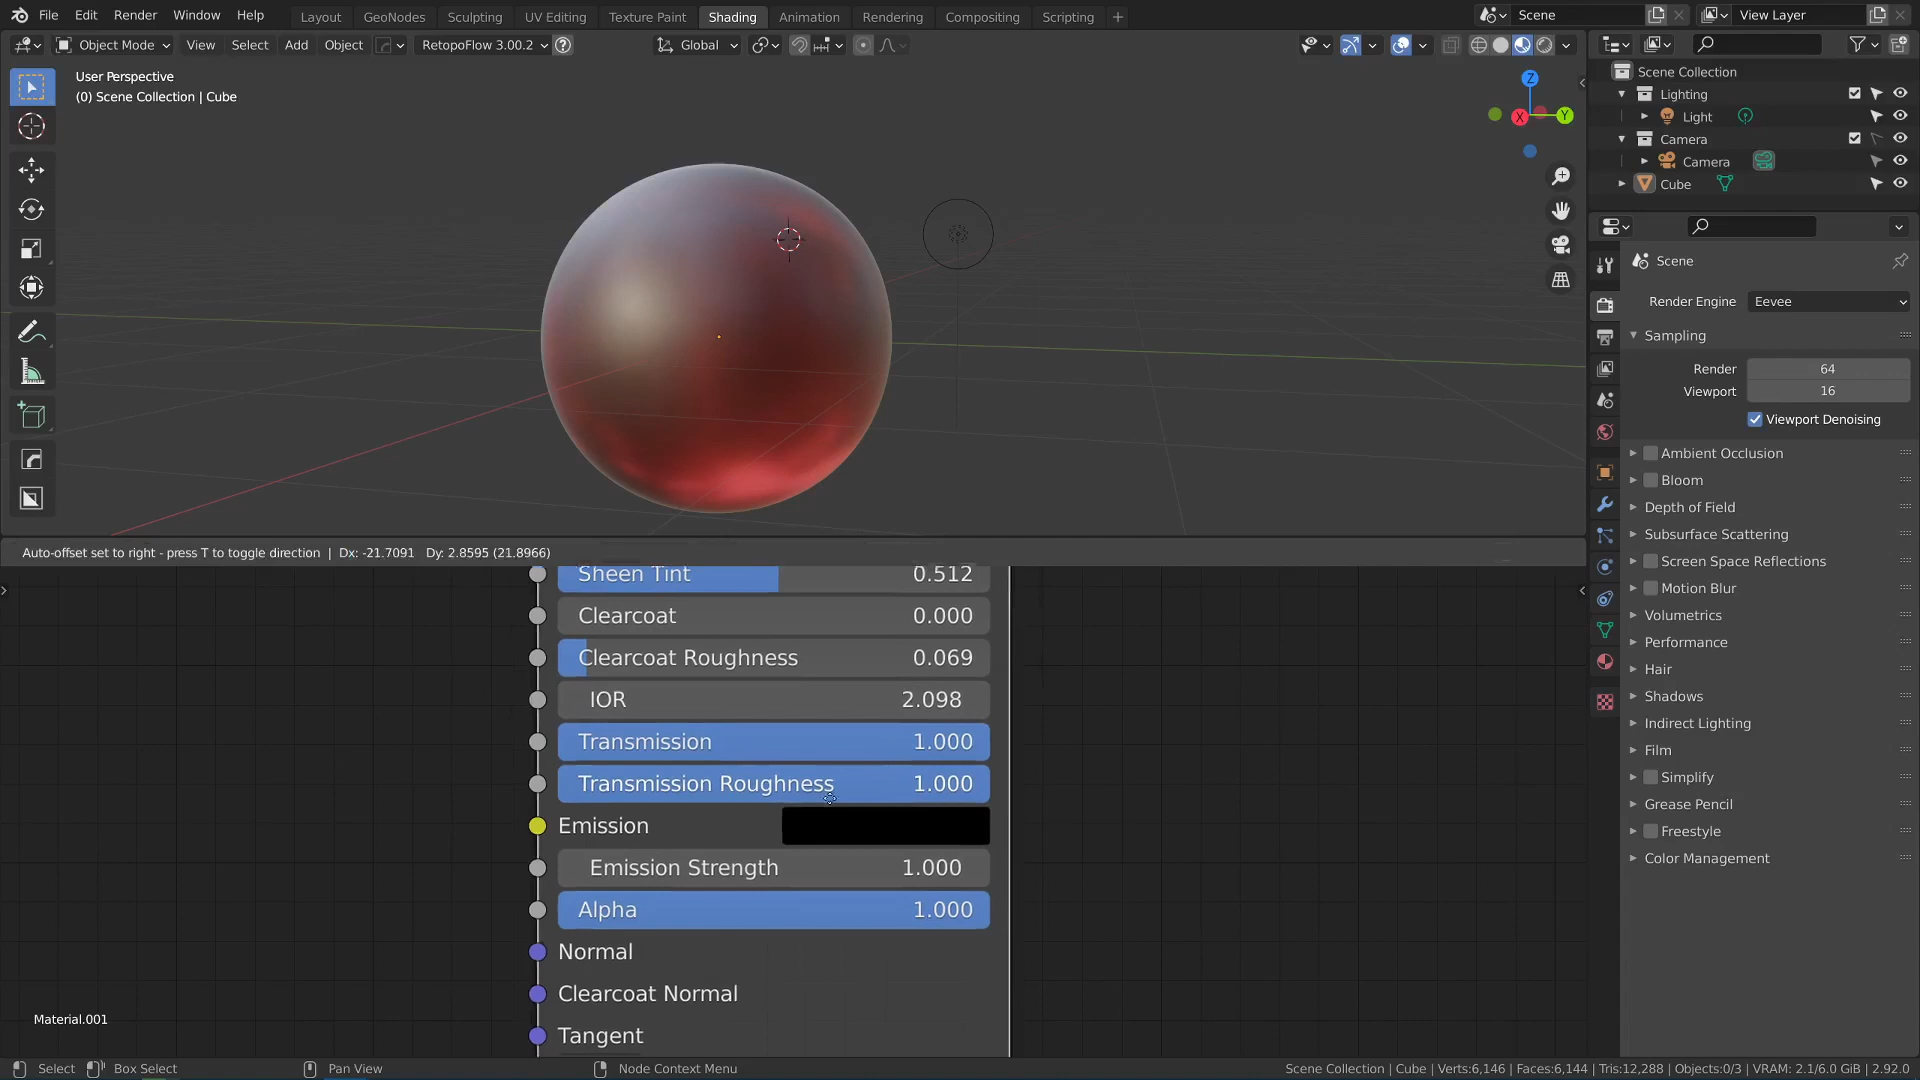 File Edit Render Window Help Layout GeoNodes Sculpting UV Editing Texture Paint Shading Animation Rendering Compositing Scripting + Scene View Layer
Object Mode View Select Add Object RetopoFlow 3.00.2 Global
User Perspective
(0) Scene Collection | Cube
Z
X
Y
Scene Collection
Lighting
Light
Camera
Camera
Cube
Scene
Render Engine Eevee
Sampling
Render 64
Viewport 16
Viewport Denoising
Ambient Occlusion
Bloom
Depth of Field
Subsurface Scattering
Screen Space Reflections
Motion Blur
Volumetrics
Performance
Hair
Shadows
Indirect Lighting
Film
Simplify
Grease Pencil
Freestyle
Color Management
Auto-offset set to right - press T to toggle direction | Dx: -21.7091 Dy: 2.8595 (21.8966)
Sheen Tint 0.512
Clearcoat 0.000
Clearcoat Roughness 0.069
IOR 2.098
Transmission 1.000
Transmission Roughness 1.000
Emission
Emission Strength 1.000
Alpha 1.000
Normal
Clearcoat Normal
Tangent
Material.001
Select Box Select Pan View Node Context Menu Scene Collection | Cube | Verts:6,146 | Faces:6,144 | Tris:12,288 | Objects:0/3 | VRAM: 2.1/6.0 GiB | 2.92.0